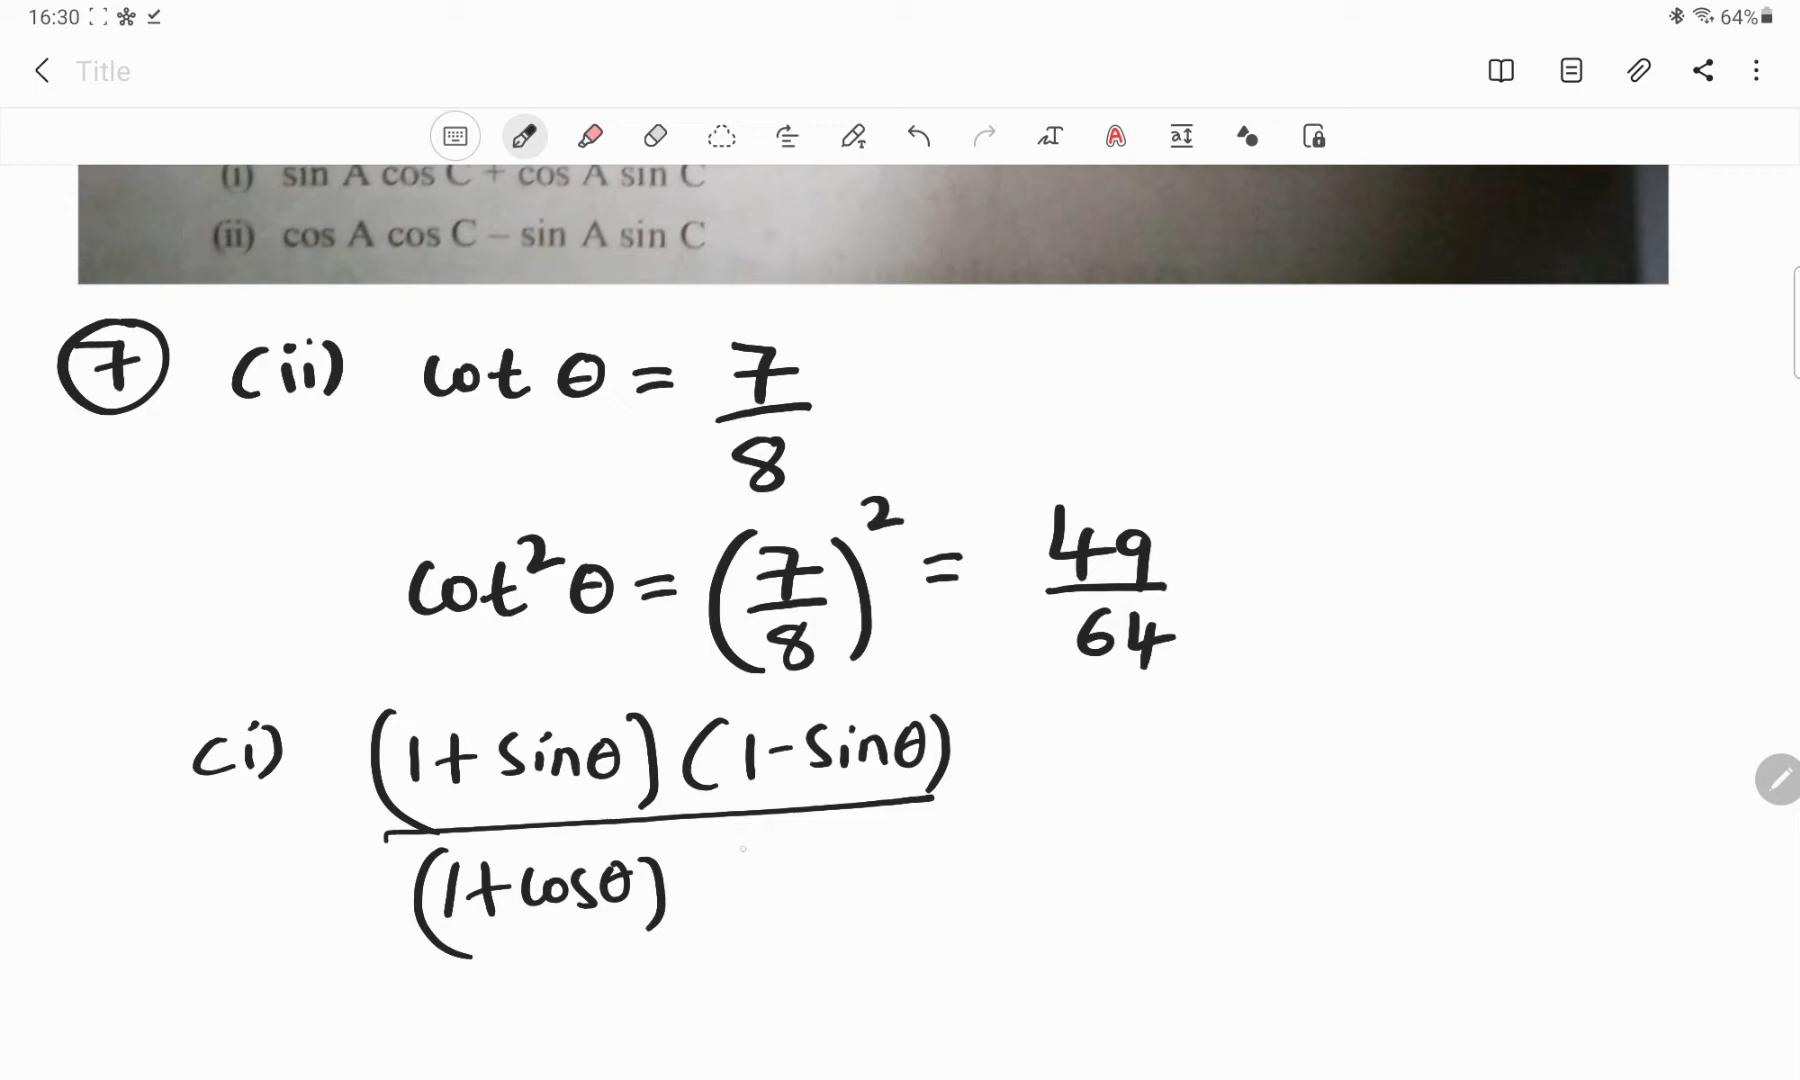 16:30 64%
Title
(i) sin A cos C + cos A sin C
(ii) cos A cos C – sin A sin C
7 (ii) cot θ = 7/8
cot²θ = (7/8)² = 49/64
(i) (1 + sinθ) (1 - sinθ)
(1 + cosθ)